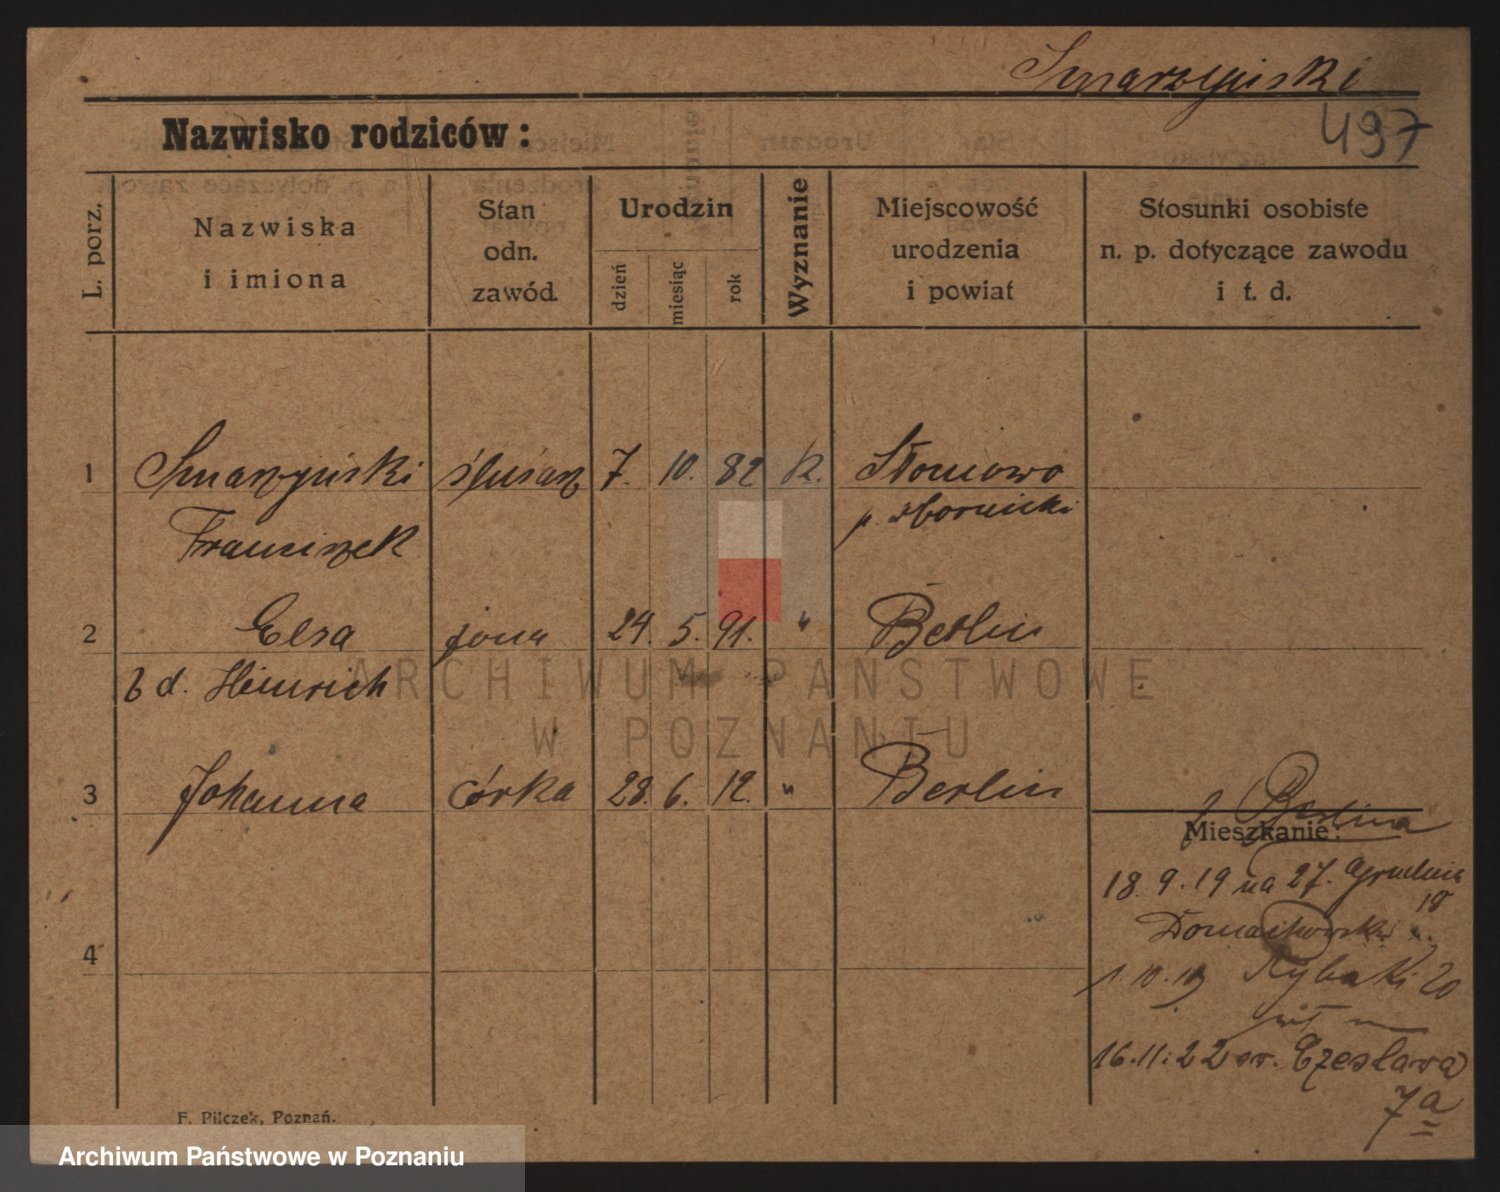 Smarzyński
497
Nazwisko rodziców:
L. porz.
Nazwiska
i imiona
Stan
odn.
zawód.
Urodzin
dzień
miesiąc
rok
Wyznanie
Miejscowość
urodzenia
i powiat
Stosunki osobiste
n. p. dotyczące zawodu
i t. d.
1 Smarzyński ślusarz 7. 10. 82 k. Słomowo
Franciszek p. obornicki
2 Elsa żona 24. 5. 91. " Berlin
z d. Heinrich
3 Johanna córka 28. 6. 12. " Berlin
z Berlina
Mieszkanie:
18. 9. 19 na 27. Grudnia
18
4
1. 10. 19 Rybaki 20
16. 11. 22 św. Czesława
7a
F. Pilczek, Poznań.
ARCHIWUM PAŃSTWOWE
W POZNANIU
Archiwum Państwowe w Poznaniu